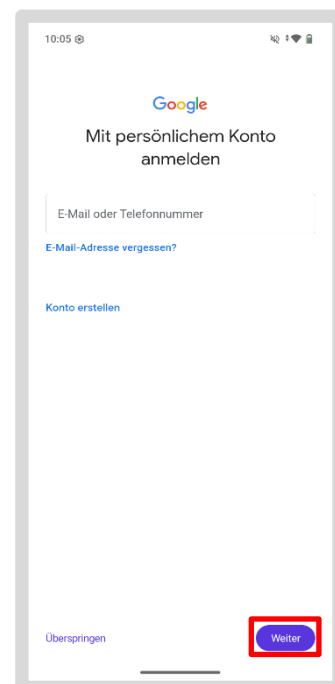 10:05
Google
Mit persönlichem Konto
anmelden
E-Mail oder Telefonnummer
E-Mail-Adresse vergessen?
Konto erstellen
Überspringen
Weiter